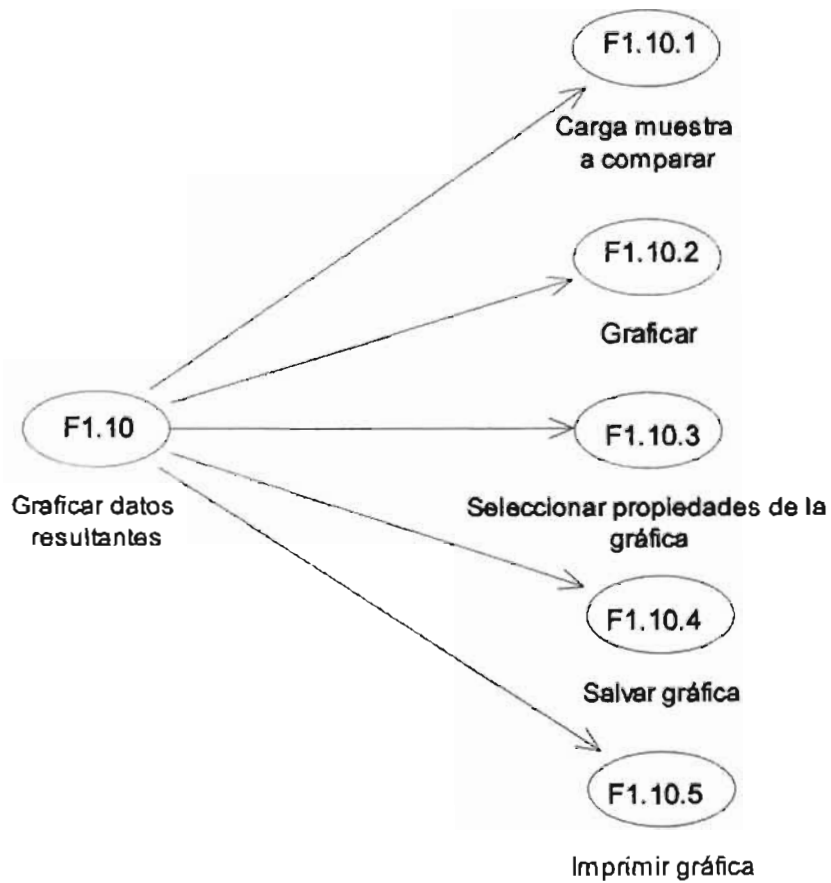 F1.10.1
Carga muestra
a comparar
F1.10.2
Graficar
F1.10
Graficar datos
resultantes
F1.10.3
Seleccionar propiedades de la
gráfica
F1.10.4
Salvar gráfica
F1.10.5
Imprimir gráfica